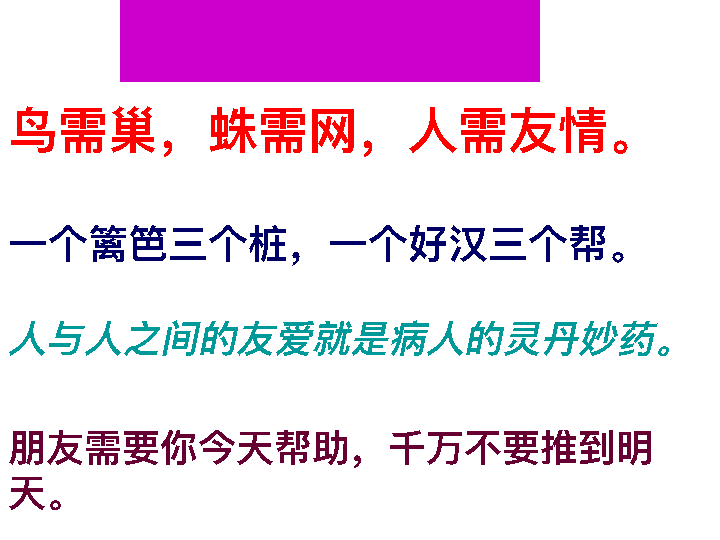 鸟需巢，蛛需网，人需友情。
一个篱笆三个桩，一个好汉三个帮。
人与人之间的友爱就是病人的灵丹妙药。
朋友需要你今天帮助，千万不要推到明
天。